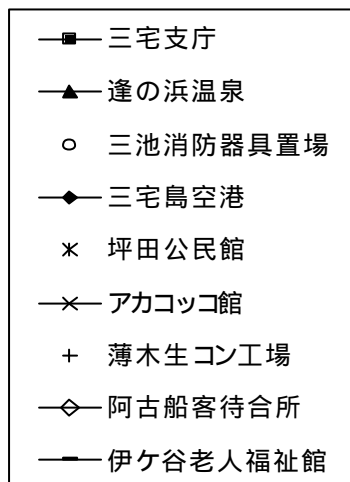 三宅支庁
逢の浜温泉
三池消防器具置場
三宅島空港
坪田公民館
アカコッコ館
薄木生コン工場
阿古船客待合所
伊ケ谷老人福祉館